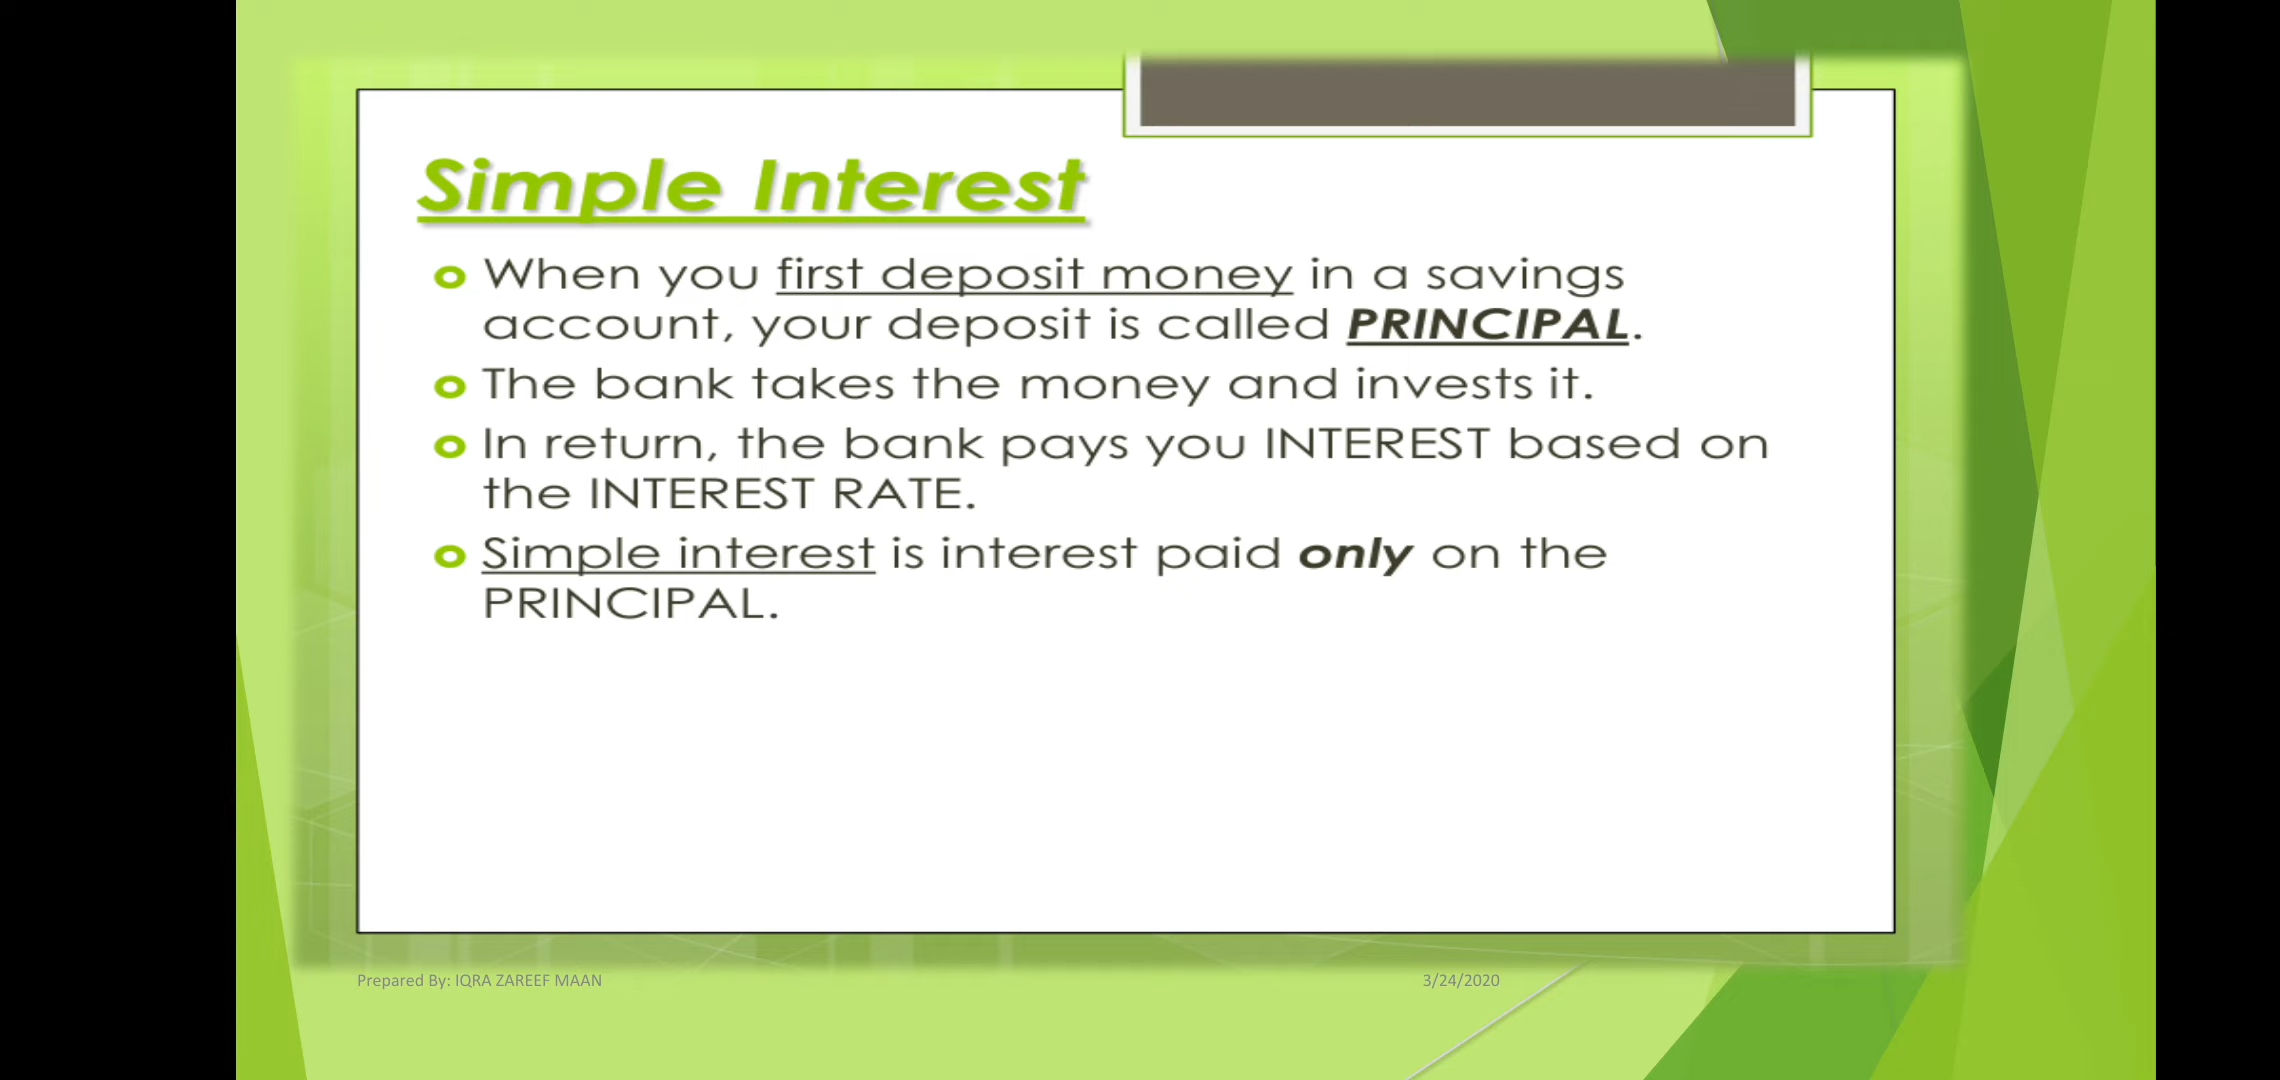 Simple Interest
When you first deposit money in a savings
account, your deposit is called PRINCIPAL.
The bank takes the money and invests it.
In return, the bank pays you INTEREST based on
the INTEREST RATE.
Simple interest is interest paid only on the
PRINCIPAL.
Prepared By: IQRA ZAREEF MAAN
3/24/2020